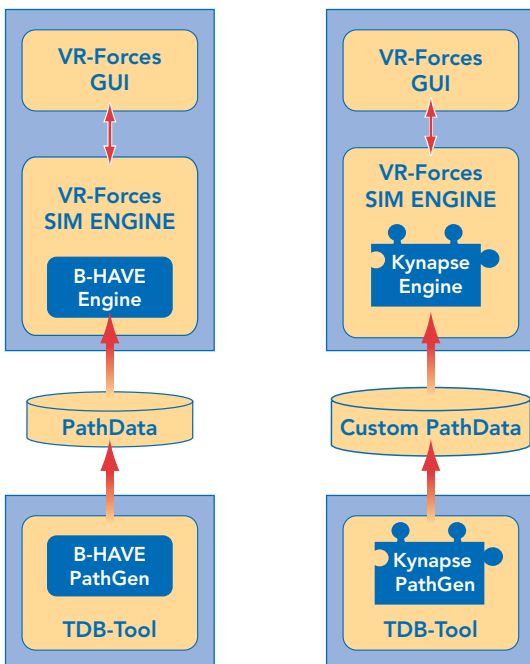 VR-Forces
GUI
VR-Forces
SIM ENGINE
B-HAVE
Engine
PathData
B-HAVE
PathGen
TDB-Tool
VR-Forces
GUI
VR-Forces
SIM ENGINE
Kynapse
Engine
Custom PathData
Kynapse
PathGen
TDB-Tool